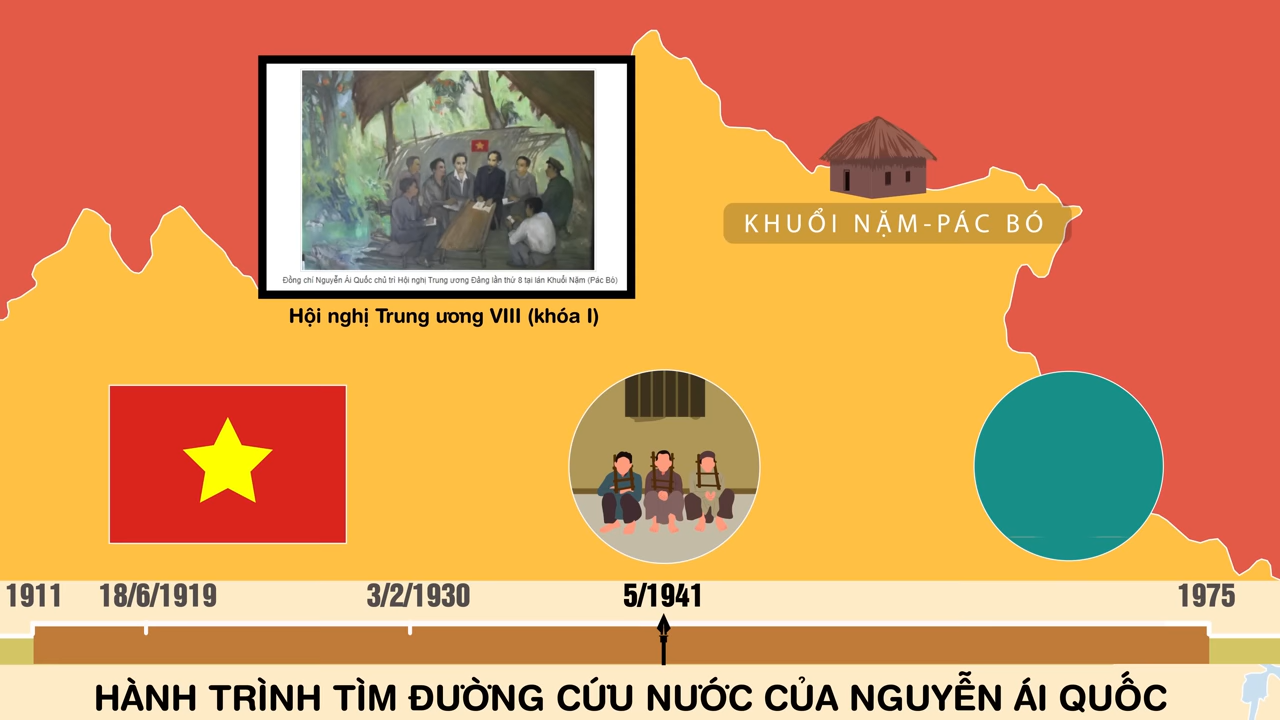 KHUỔI NẶM-PÁC BÓ
Đồng chí Nguyễn Ái Quốc chủ trì Hội nghị Trung ương Đảng lần thứ 8 tại lán Khuổi Nặm (Pác Bó)
Hội nghị Trung ương VIII (khóa I)
1911 18/6/1919 3/2/1930 5/1941 1975
HÀNH TRÌNH TÌM ĐƯỜNG CỨU NƯỚC CỦA NGUYỄN ÁI QUỐC